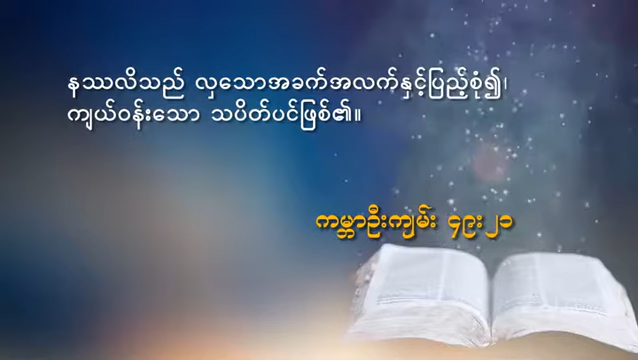 နဿလိသည် လှသောအခက်အလက်နှင့်ပြည့်စုံ၍၊
ကျယ်ဝန်းသော သပိတ်ပင်ဖြစ်၏။
ကမ္ဘာဦးကျမ်း ၄၉း၂၁